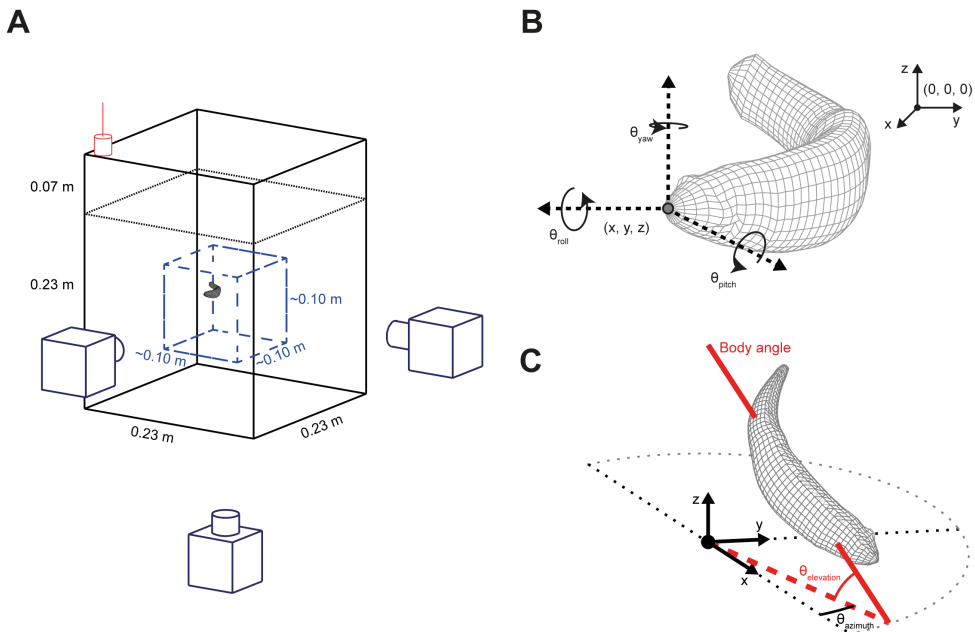 A
0.07 m
0.23 m
~0.10 m
~0.10 m
~0.10 m
0.23 m
0.23 m
B
z
(0, 0, 0)
x
y
θyaw
θroll
(x, y, z)
θpitch
C
Body angle
z
y
x
θelevation
θazimuth